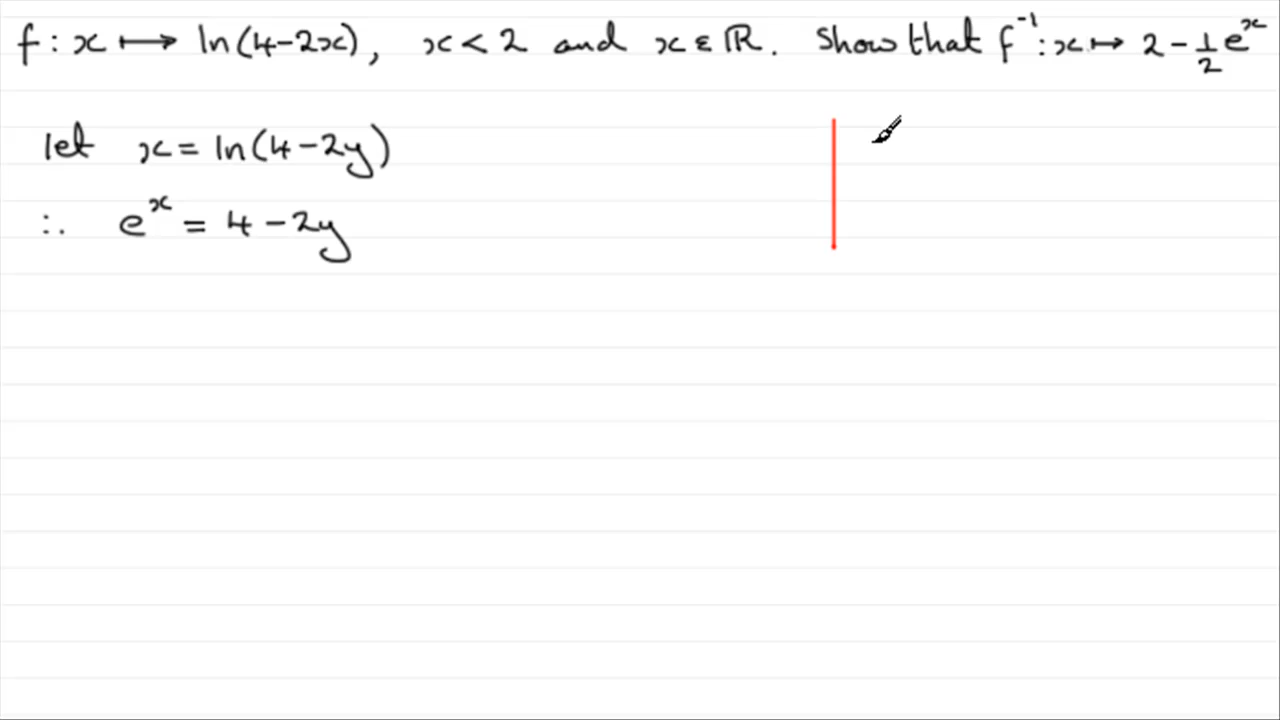 f : x ⟼ ln(4-2x), x < 2 and x ε ℝ. Show that f⁻¹ : x ↦ 2 - ½eˣ
let x = ln(4-2y)
∴ eˣ = 4 - 2y